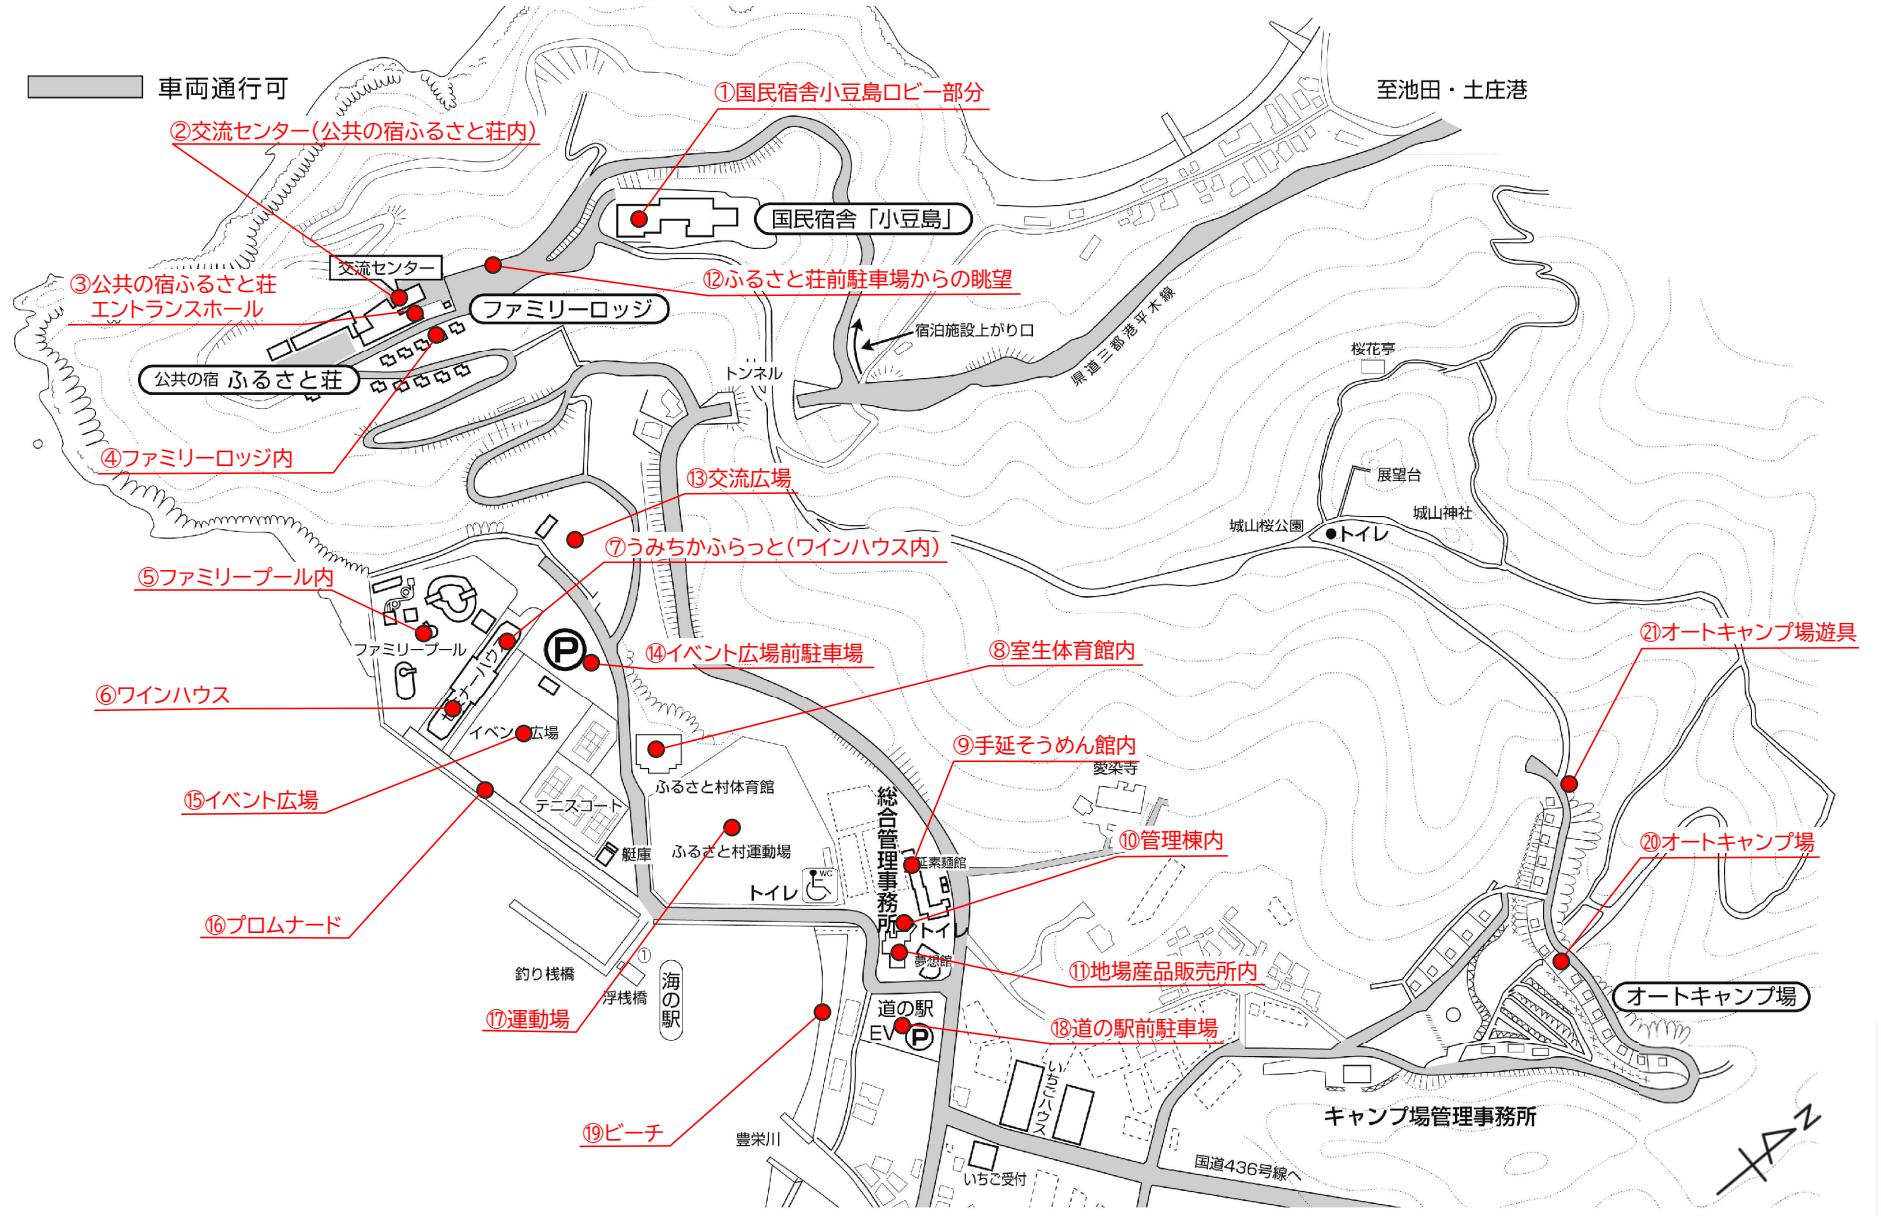 車両通行可
至池田・土庄港
①国民宿舎小豆島ロビー部分
②交流センター(公共の宿ふるさと荘内)
国民宿舎「小豆島」
交流センター
③公共の宿ふるさと荘
エントランスホール
⑫ふるさと荘前駐車場からの眺望
ファミリーロッジ
宿泊施設上がり口
県道三都港平木線
公共の宿 ふるさと荘
トンネル
桜花亭
④ファミリーロッジ内
⑬交流広場
展望台
城山神社
城山桜公園
トイレ
⑦うみちかふらっと(ワインハウス内)
⑤ファミリープール内
ファミリープール
P
⑭イベント広場前駐車場
⑧室生体育館内
㉑オートキャンプ場遊具
⑥ワインハウス
イベン 広場
⑨手延そうめん館内
愛染寺
ふるさと村体育館
⑮イベント広場
テニスコート
総合管理事務所
艇庫
ふるさと村運動場
延素麺館
⑩管理棟内
⑳オートキャンプ場
トイレ
WC
⑯プロムナード
トイレ
夢想館
釣り桟橋
①
浮桟橋
海の駅
⑪地場産品販売所内
オートキャンプ場
⑰運動場
道の駅
EV P
⑱道の駅前駐車場
いちごハウス
⑲ビーチ
豊栄川
キャンプ場管理事務所
いちご受付
国道436号線へ
N